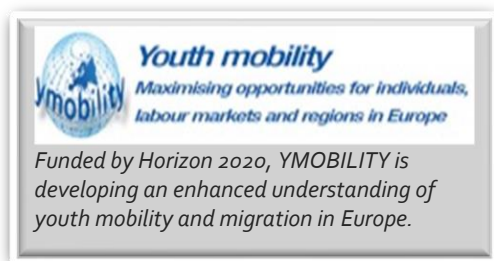 ymobility
Youth mobility
Maximising opportunities for individuals,
labour markets and regions in Europe
Funded by Horizon 2020, YMOBILITY is
developing an enhanced understanding of
youth mobility and migration in Europe.